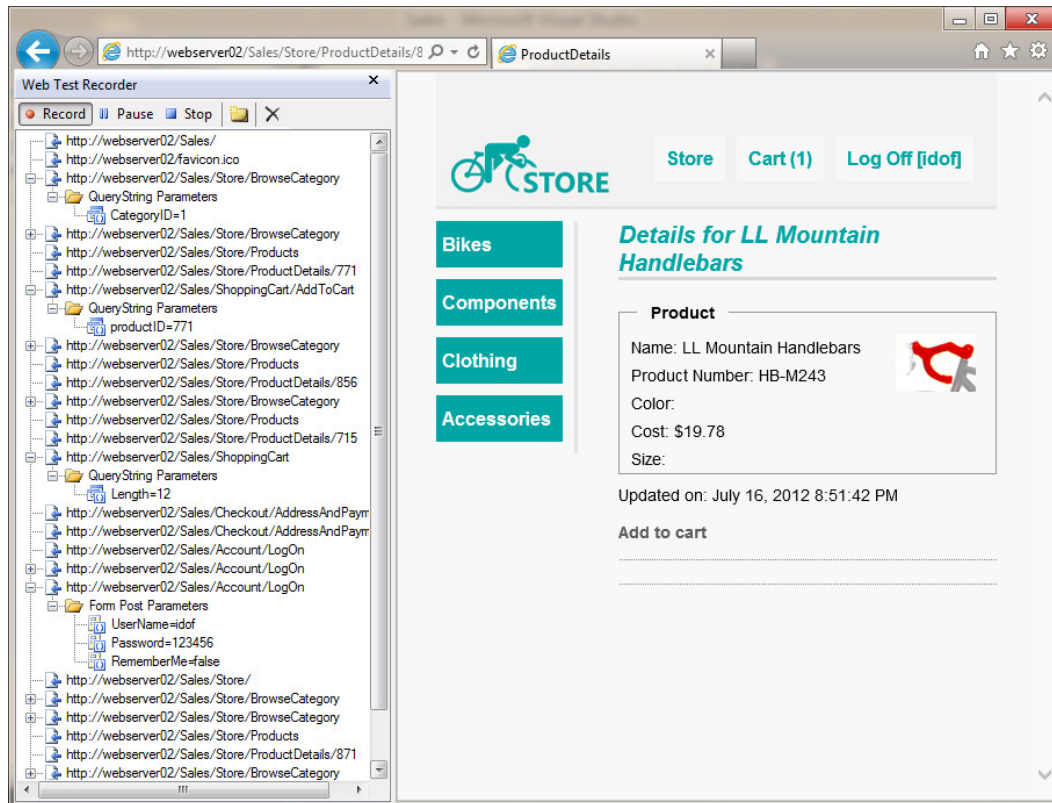 Sales - Microsoft Visual Studio
http://webserver02/Sales/Store/ProductDetails/8
ProductDetails
Web Test Recorder
Record Pause Stop
http://webserver02/Sales/
http://webserver02/favicon.ico
http://webserver02/Sales/Store/BrowseCategory
QueryString Parameters
CategoryID=1
http://webserver02/Sales/Store/BrowseCategory
http://webserver02/Sales/Store/Products
http://webserver02/Sales/Store/ProductDetails/771
http://webserver02/Sales/ShoppingCart/AddToCart
QueryString Parameters
productID=771
http://webserver02/Sales/Store/BrowseCategory
http://webserver02/Sales/Store/Products
http://webserver02/Sales/Store/ProductDetails/856
http://webserver02/Sales/Store/BrowseCategory
http://webserver02/Sales/Store/Products
http://webserver02/Sales/Store/ProductDetails/715
http://webserver02/Sales/ShoppingCart
QueryString Parameters
Length=12
http://webserver02/Sales/Checkout/AddressAndPaym
http://webserver02/Sales/Checkout/AddressAndPaym
http://webserver02/Sales/Account/LogOn
http://webserver02/Sales/Account/LogOn
http://webserver02/Sales/Account/LogOn
Form Post Parameters
UserName=idof
Password=123456
RememberMe=false
http://webserver02/Sales/Store/
http://webserver02/Sales/Store/BrowseCategory
http://webserver02/Sales/Store/BrowseCategory
http://webserver02/Sales/Store/Products
http://webserver02/Sales/Store/ProductDetails/871
http://webserver02/Sales/Store/BrowseCategory
STORE
Store Cart (1) Log Off [idof]
Bikes
Components
Clothing
Accessories
Details for LL Mountain
Handlebars
Product
Name: LL Mountain Handlebars
Product Number: HB-M243
Color:
Cost: $19.78
Size:
Updated on: July 16, 2012 8:51:42 PM
Add to cart